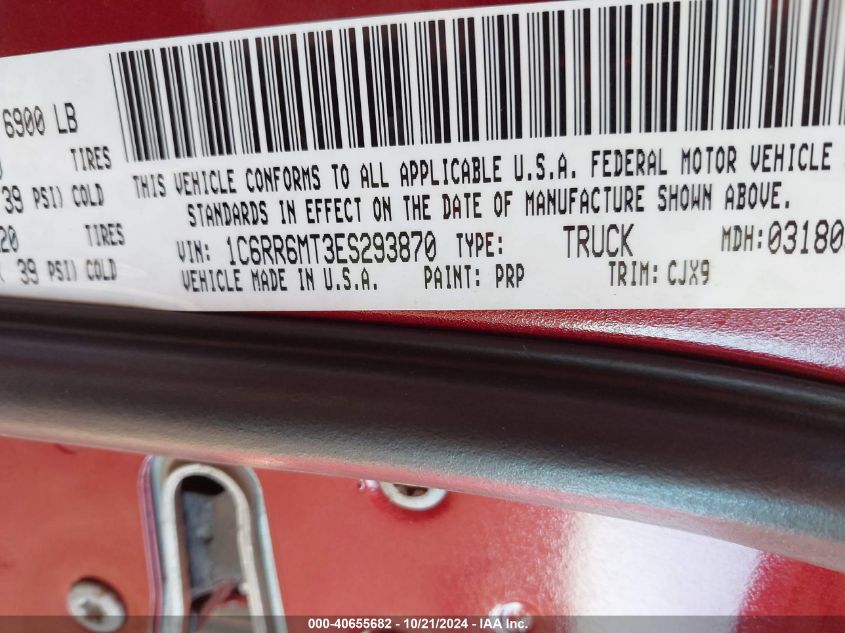 6900 LB
TIRES
39 PSI) COLD
THIS VEHICLE CONFORMS TO ALL APPLICABLE U.S.A. FEDERAL MOTOR VEHICLE
STANDARDS IN EFFECT ON THE DATE OF MANUFACTURE SHOWN ABOVE.
20 TIRES
39 PSI) COLD
VIN: 1C6RR6MT3ES293870 TYPE: TRUCK MDH: 03180
VEHICLE MADE IN U.S.A. PAINT: PRP TRIM: CJX9
000-40655682 - 10/21/2024 - IAA, Inc.